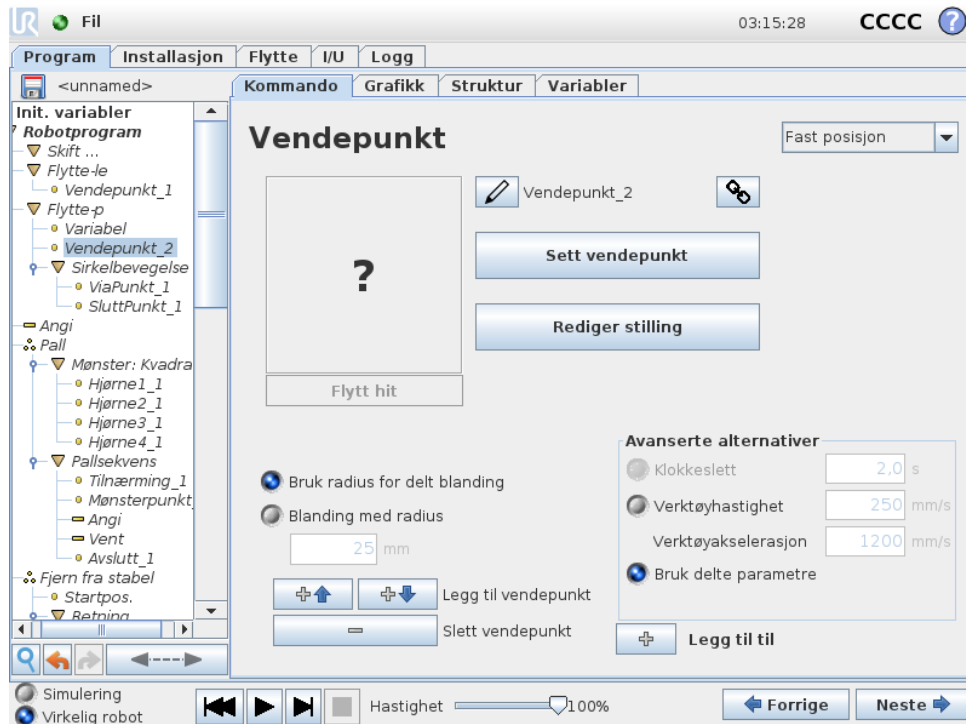 UR Fil 03:15:28 CCCC ?
Program Installasjon Flytte I/U Logg
<unnamed>
Kommando Grafikk Struktur Variabler
Init. variabler
Robotprogram
Skift ...
Flytte-le
Vendepunkt_1
Flytte-p
Variabel
Vendepunkt_2
Sirkelbevegelse
ViaPunkt_1
SluttPunkt_1
Angi
Pall
Mønster: Kvadra
Hjørne1_1
Hjørne2_1
Hjørne3_1
Hjørne4_1
Pallsekvens
Tilnærming_1
Mønsterpunkt_
Angi
Vent
Avslutt_1
Fjern fra stabel
Startpos.
Retning
Vendepunkt
Fast posisjon
?
Flytt hit
Vendepunkt_2
Sett vendepunkt
Rediger stilling
Bruk radius for delt blanding
Blanding med radius
25 mm
Legg til vendepunkt
Slett vendepunkt
Avanserte alternativer
Klokkeslett 2,0 s
Verktøyhastighet 250 mm/s
Verktøyakselerasjon 1200 mm/s
Bruk delte parametre
Legg til til
Simulering
Virkelig robot
Hastighet 100%
Forrige Neste